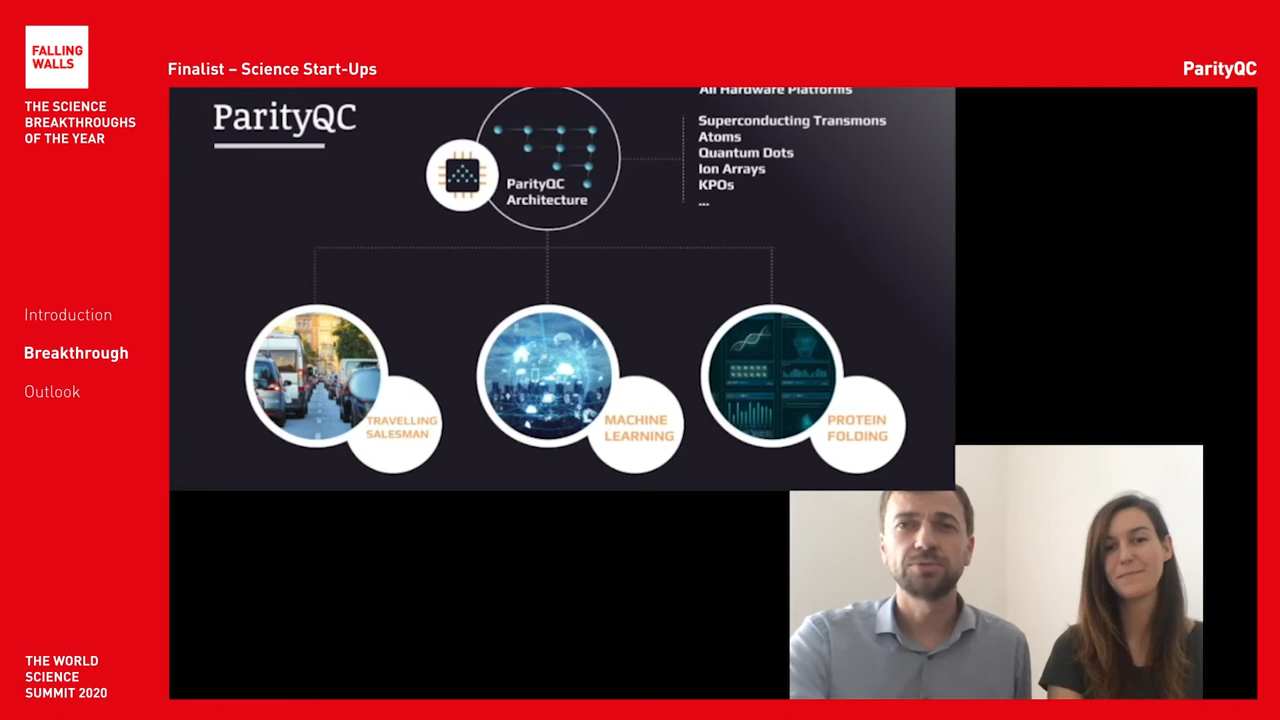 FALLING
WALLS
THE SCIENCE
BREAKTHROUGHS
OF THE YEAR
Finalist – Science Start-Ups
ParityQC
Introduction
Breakthrough
Outlook
THE WORLD
SCIENCE
SUMMIT 2020
ParityQC
ParityQC
Architecture
All Hardware Platforms
Superconducting Transmons
Atoms
Quantum Dots
Ion Arrays
KPOs
...
TRAVELLING
SALESMAN
MACHINE
LEARNING
PROTEIN
FOLDING